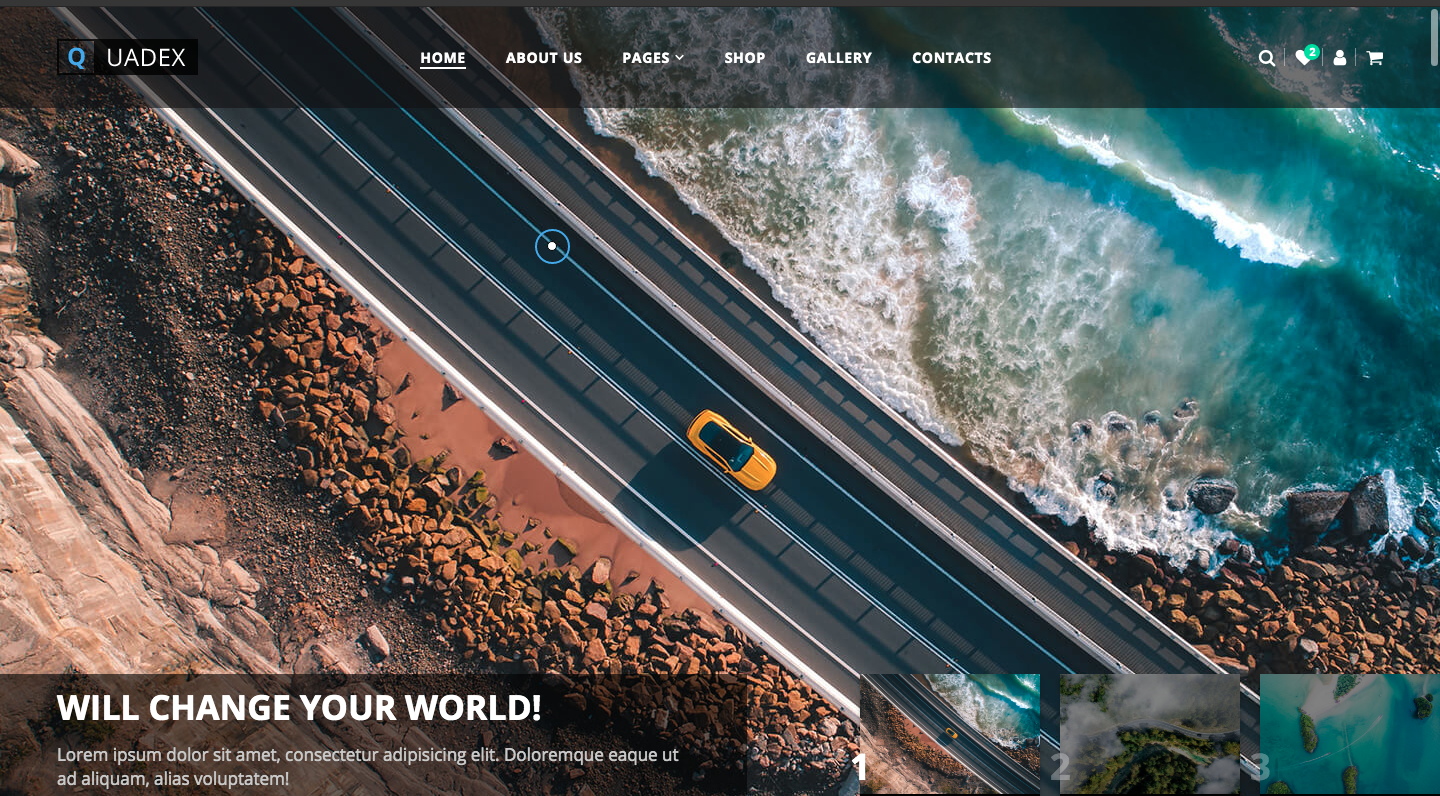 QUADEX
HOME ABOUT US PAGES SHOP GALLERY CONTACTS
2
WILL CHANGE YOUR WORLD!
Lorem ipsum dolor sit amet, consectetur adipisicing elit. Doloremque eaque ut
ad aliquam, alias voluptatem!
1 2 3